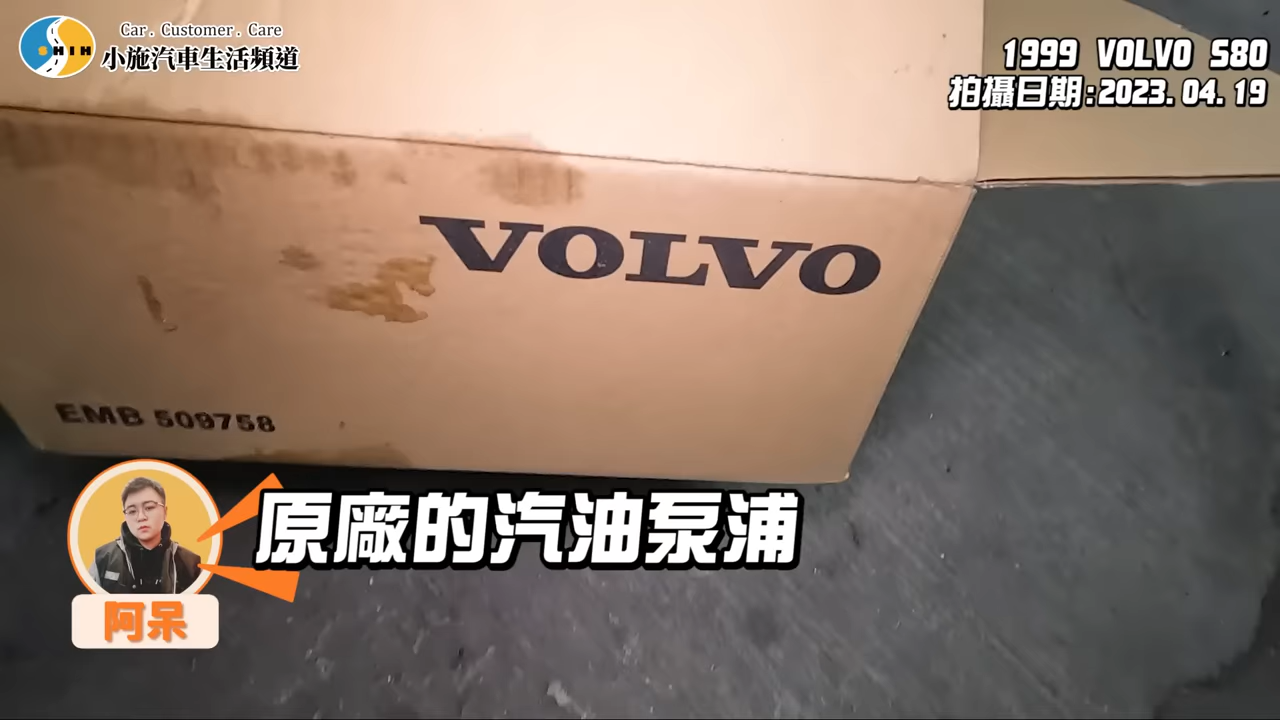 Car. Customer. Care
SHIH
小施汽車生活頻道
1999 VOLVO S80
拍攝日期:2023.04.19
VOLVO
EMB 509758
原廠的汽油泵浦
阿呆